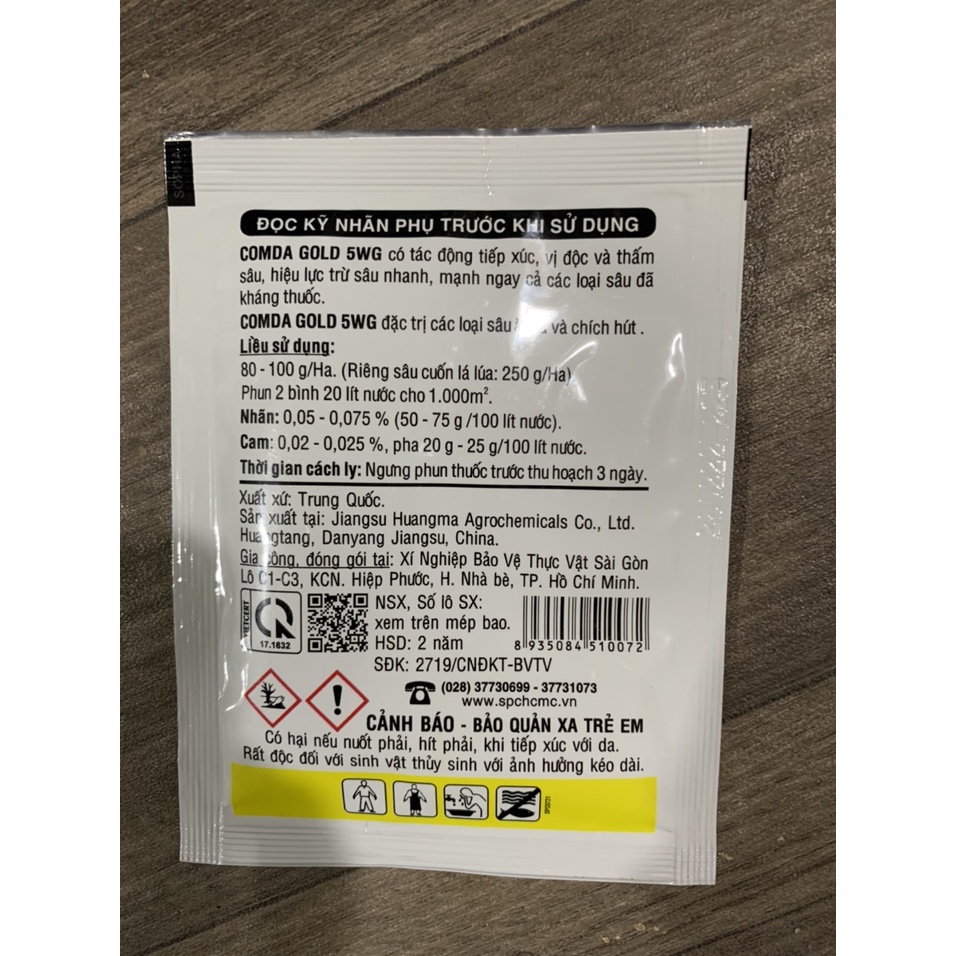 SOPHIA
ĐỌC KỸ NHÃN PHỤ TRƯỚC KHI SỬ DỤNG
COMDA GOLD 5WG có tác động tiếp xúc, vị độc và thấm
sâu, hiệu lực trừ sâu nhanh, mạnh ngay cả các loại sâu đã
kháng thuốc.
COMDA GOLD 5WG đặc trị các loại sâu và chích hút .
Liều sử dụng:
80 - 100 g/Ha. (Riêng sâu cuốn lá lúa: 250 g/Ha)
Phun 2 bình 20 lít nước cho 1.000m².
Nhãn: 0,05 - 0,075 % (50 - 75 g /100 lít nước).
Cam: 0,02 - 0,025 %, pha 20 g - 25 g/100 lít nước.
Thời gian cách ly: Ngưng phun thuốc trước thu hoạch 3 ngày.
Xuất xứ: Trung Quốc.
Sản xuất tại: Jiangsu Huangma Agrochemicals Co., Ltd.
Huangtang, Danyang Jiangsu, China.
Gia công, đóng gói tại: Xí Nghiệp Bảo Vệ Thực Vật Sài Gòn
Lô C1-C3, KCN. Hiệp Phước, H. Nhà bè, TP. Hồ Chí Minh.
VIETCERT
17.1832
NSX, Số lô SX:
xem trên mép bao.
HSD: 2 năm
8 935084 510072
SĐK: 2719/CNĐKT-BVTV
(028) 37730699 - 37731073
www.spchcmc.vn
CẢNH BÁO - BẢO QUẢN XA TRẺ EM
Có hại nếu nuốt phải, hít phải, khi tiếp xúc với da.
Rất độc đối với sinh vật thủy sinh với ảnh hưởng kéo dài.